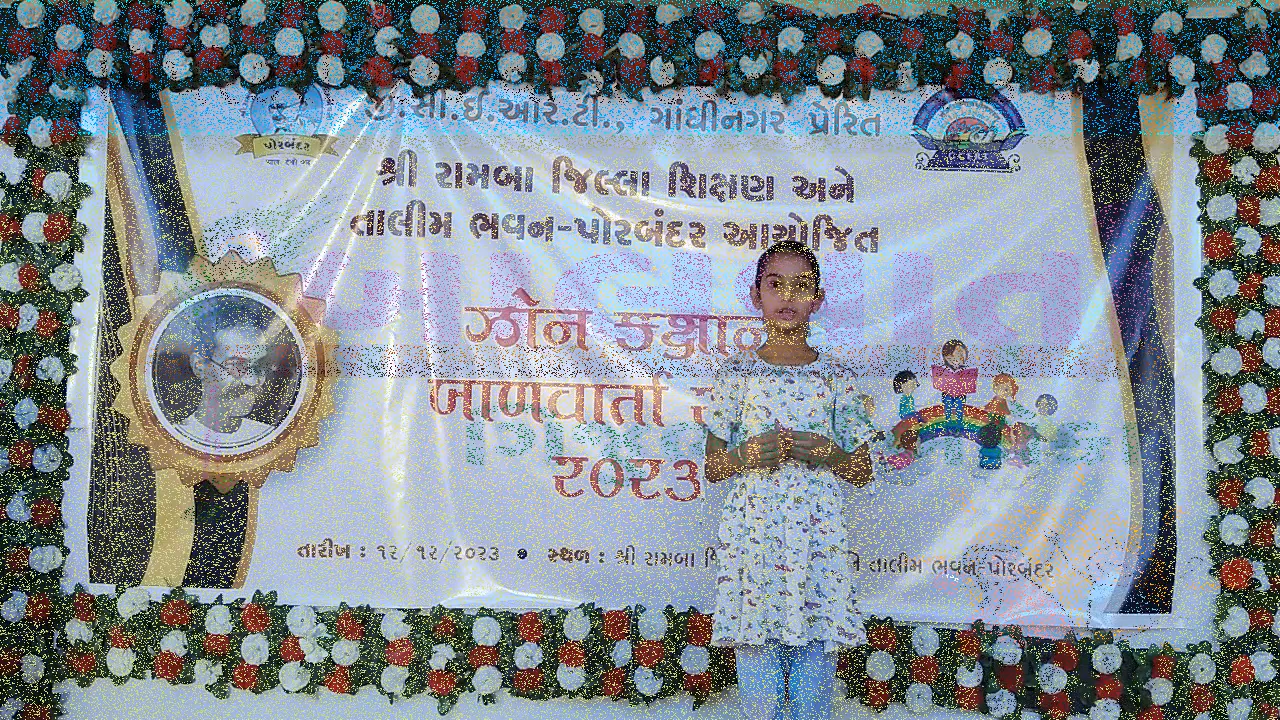 જી.સી.ઈ.આર.ટી., ગાંધીનગર પ્રેરિત
પોરબંદર
શ્રી રામબા જિલ્લા શિક્ષણ અને
તાલીમ ભવન-પોરબંદર આયોજિત
ઝોન કક્ષાની
બાળવાર્તા
૨૦૨૩
તારીખ : ૧૨/૧૨/૨૦૨૩ • સ્થળ : શ્રી રામબા તાલીમ ભવન-પોરબંદર